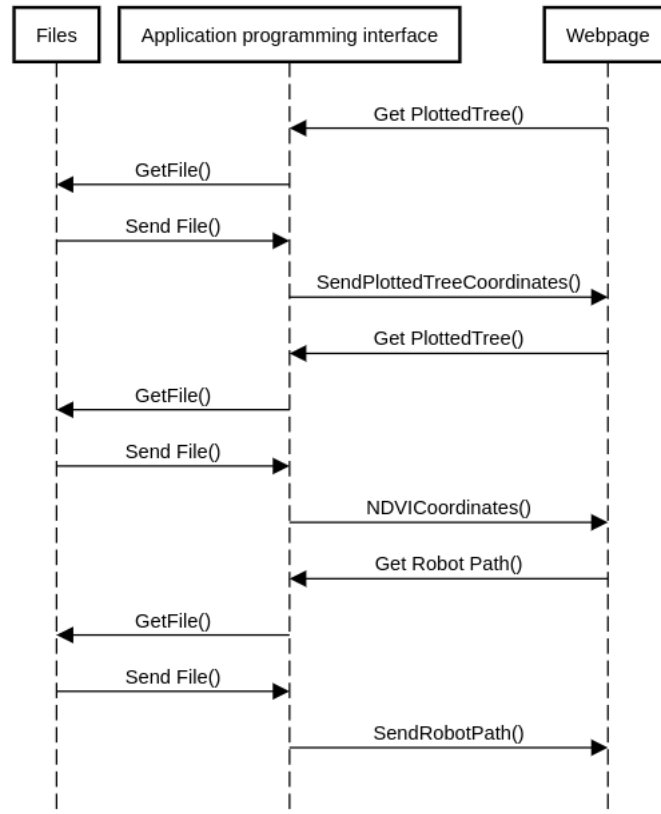 Files
Application programming interface
Webpage
Get PlottedTree()
GetFile()
Send File()
SendPlottedTreeCoordinates()
Get PlottedTree()
GetFile()
Send File()
NDVICoordinates()
Get Robot Path()
GetFile()
Send File()
SendRobotPath()